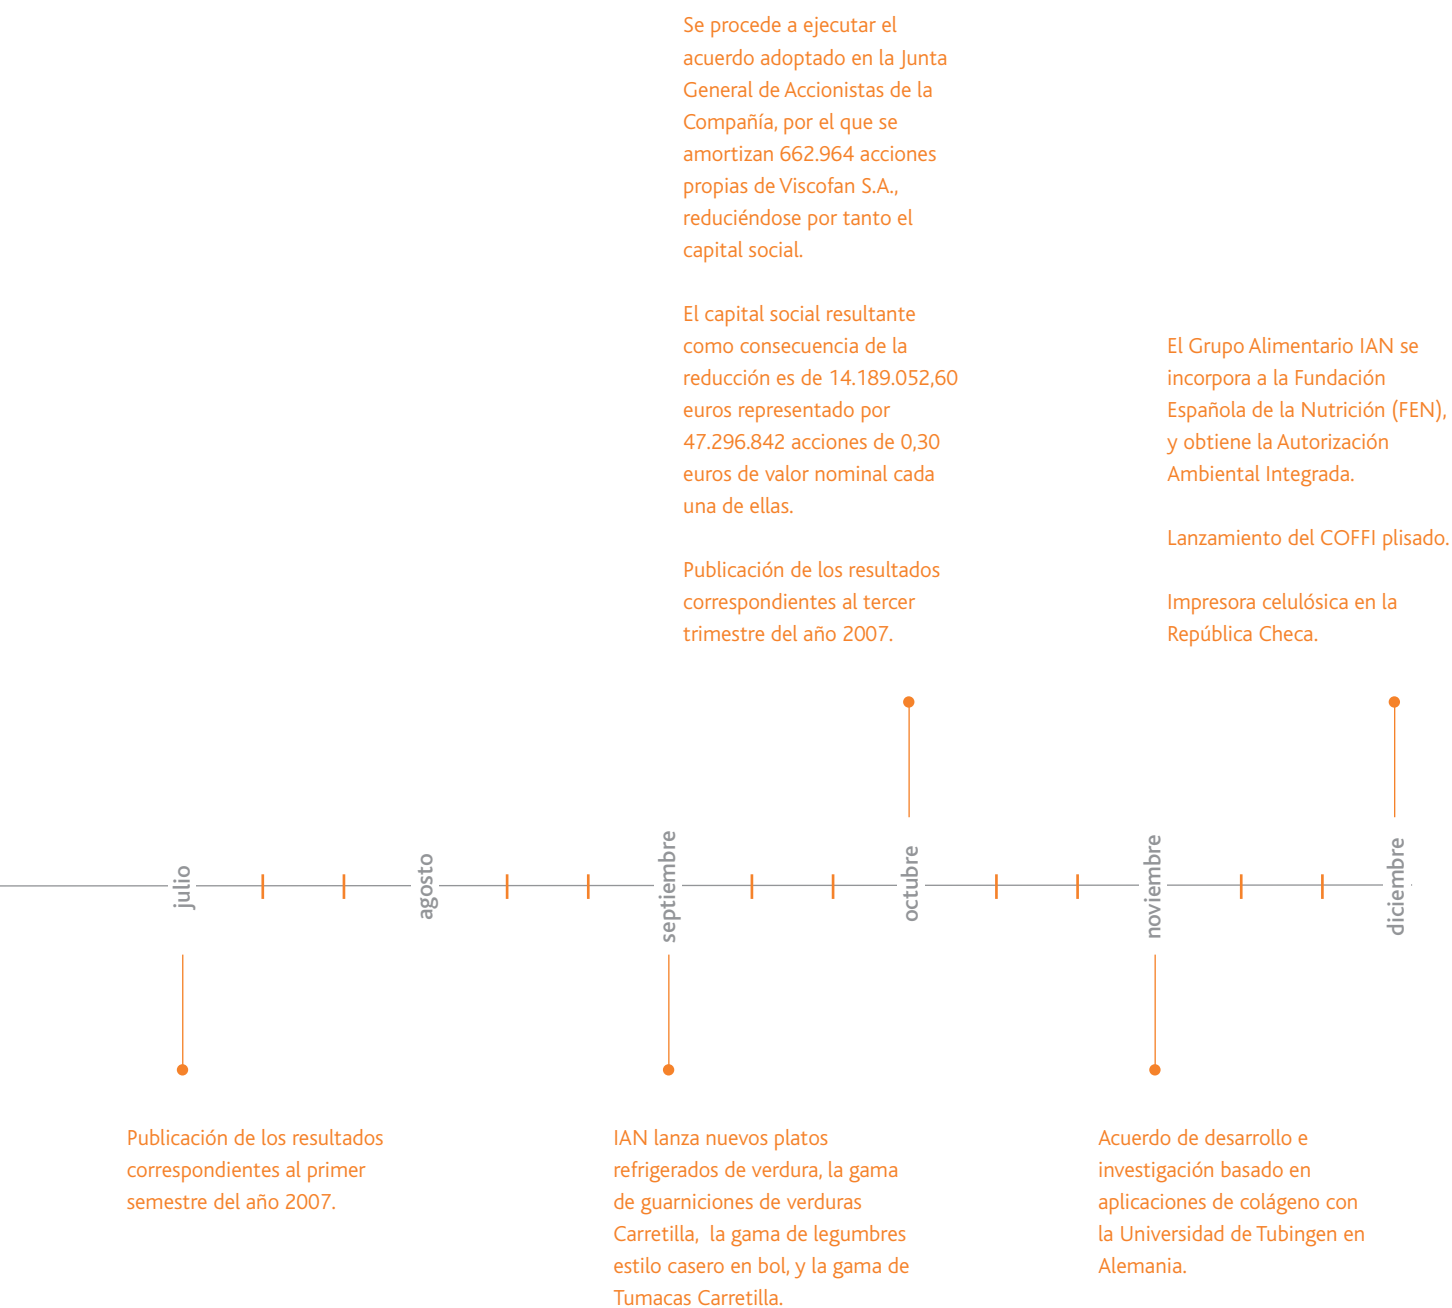 Se procede a ejecutar el
acuerdo adoptado en la Junta
General de Accionistas de la
Compañía, por el que se
amortizan 662.964 acciones
propias de Viscofan S.A.,
reduciéndose por tanto el
capital social.
El capital social resultante
como consecuencia de la
reducción es de 14.189.052,60
euros representado por
47.296.842 acciones de 0,30
euros de valor nominal cada
una de ellas.
Publicación de los resultados
correspondientes al tercer
trimestre del año 2007.
El Grupo Alimentario IAN se
incorpora a la Fundación
Española de la Nutrición (FEN),
y obtiene la Autorización
Ambiental Integrada.
Lanzamiento del COFFI plisado.
Impresora celulósica en la
República Checa.
julio
agosto
septiembre
octubre
noviembre
diciembre
Publicación de los resultados
correspondientes al primer
semestre del año 2007.
IAN lanza nuevos platos
refrigerados de verdura, la gama
de guarniciones de verduras
Carretilla,  la gama de legumbres
estilo casero en bol, y la gama de
Tumacas Carretilla.
Acuerdo de desarrollo e
investigación basado en
aplicaciones de colágeno con
la Universidad de Tubingen en
Alemania.